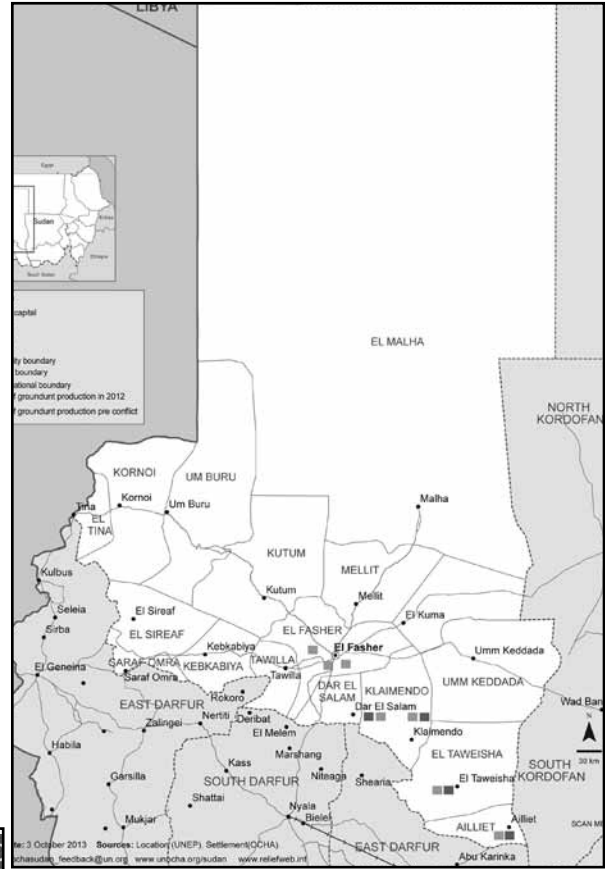 LIBYA
Egypt
Sudan
Eritrea
Ethiopia
South Sudan
capital
ity boundary
boundary
ational boundary
f groundunt production in 2012
f groundunt production pre conflict
EL MALHA
NORTH
KORDOFAN
KORNOI
UM BURU
Kornoi
Um Buru
Malha
Tina
EL
TINA
KUTUM
MELLIT
Kulbus
Kutum
Mellit
Seleia
El Sireaf
El Kuma
Sirba
EL SIREAF
EL FASHER
Kebkabiya
El Fasher
Umm Keddada
SARAF OMRA
KEBKABIYA
TAWILLA
El Geneina
Saraf Omra
Tawilla
DAR EL
SALAM
KLAIMENDO
UMM KEDDADA
Rokoro
EAST DARFUR
Dar El Salam
Wad Ban
Nertiti
Deribat
Zalingei
El Melem
Klaimendo
N
Habila
Marshang
EL TAWEISHA
30 km
Kass
SOUTH DARFUR
Niteaga
Shearia
El Taweisha
SOUTH
KORDOFAN
Garsilla
Shattai
Nyala
Bielel
Mukjar
AILLIET
Ailliet
SCAN ME
EAST DARFUR
te: 3 October 2013 Sources: Location (UNEP), Settlement(OCHA).
ochasudan_feedback@un.org www.unocha.org/sudan www.reliefweb.int
Abu Karinka